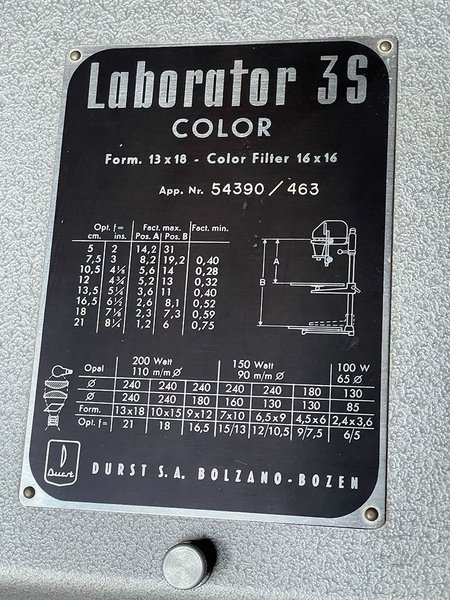 Laborator 3S
COLOR
Form. 13x18 - Color Filter 16x16
App. Nr. 54390/463
Opt. f= Fact. max. Fact. min.
cm. ins. Pos. A Pos. B
5 2 14,2 31
7,5 3 8,2 19,2 0,40
10,5 4⅛ 5,6 14 0,28
12 4¾ 5,2 13 0,32
13,5 5¼ 3,6 11 0,40
16,5 6½ 2,6 8,1 0,52
18 7⅛ 2,3 7,3 0,59
21 8¼ 1,2 6 0,75
A
B
Opal 200 Watt 110 m/m ø 150 Watt 90 m/m ø 100 W 65 ø
ø 240 240 240 240 240 180 130
ø 240 240 180 160 130 130 85
Form. 13x18 10x15 9x12 7x10 6,5x9 4,5x6 2,4x3,6
Opt. f= 21 18 16,5 15/13 12/10,5 9/7,5 6/5
Durst
DURST S.A. BOLZANO-BOZEN